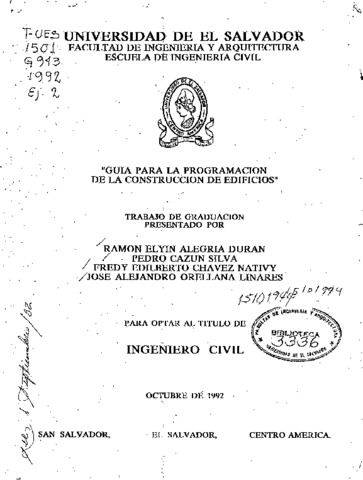 T-UES
1501
G943
1992
Ej. 2
UNIVERSIDAD DE EL SALVADOR
FACULTAD DE INGENIERIA Y ARQUITECTURA
ESCUELA DE INGENIERIA CIVIL
"GUIA PARA LA PROGRAMACION
DE LA CONSTRUCCION DE EDIFICIOS"
TRABAJO DE GRADUACION
PRESENTADO POR
RAMON ELYIN ALEGRIA DURAN
PEDRO CAZUN SILVA
FREDY EDILBERTO CHAVEZ NATIVY
JOSE ALEJANDRO ORELLANA LINARES
PARA OPTAR AL TITULO DE
BIBLIOTECA
3336
INGENIERO CIVIL
OCTUBRE DE 1992
SAN SALVADOR, EL SALVADOR, CENTRO AMERICA.